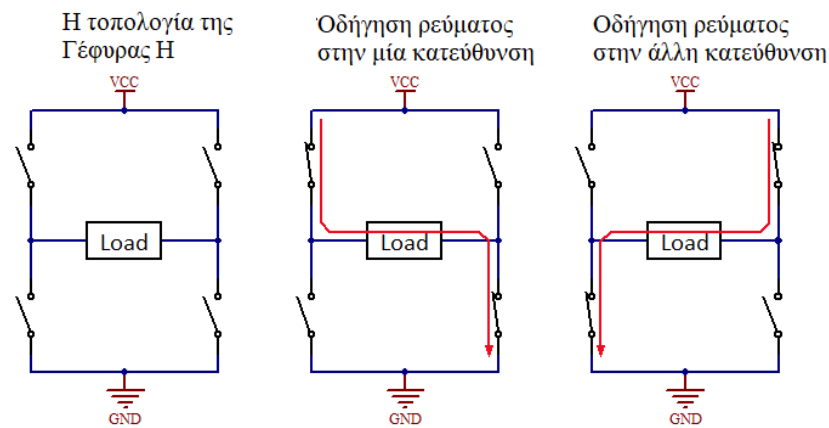 Η τοπολογία της
Γέφυρας Η
Οδήγηση ρεύματος
στην μία κατεύθυνση
Οδήγηση ρεύματος
στην άλλη κατεύθυνση
VCC
VCC
VCC
Load
Load
Load
GND
GND
GND